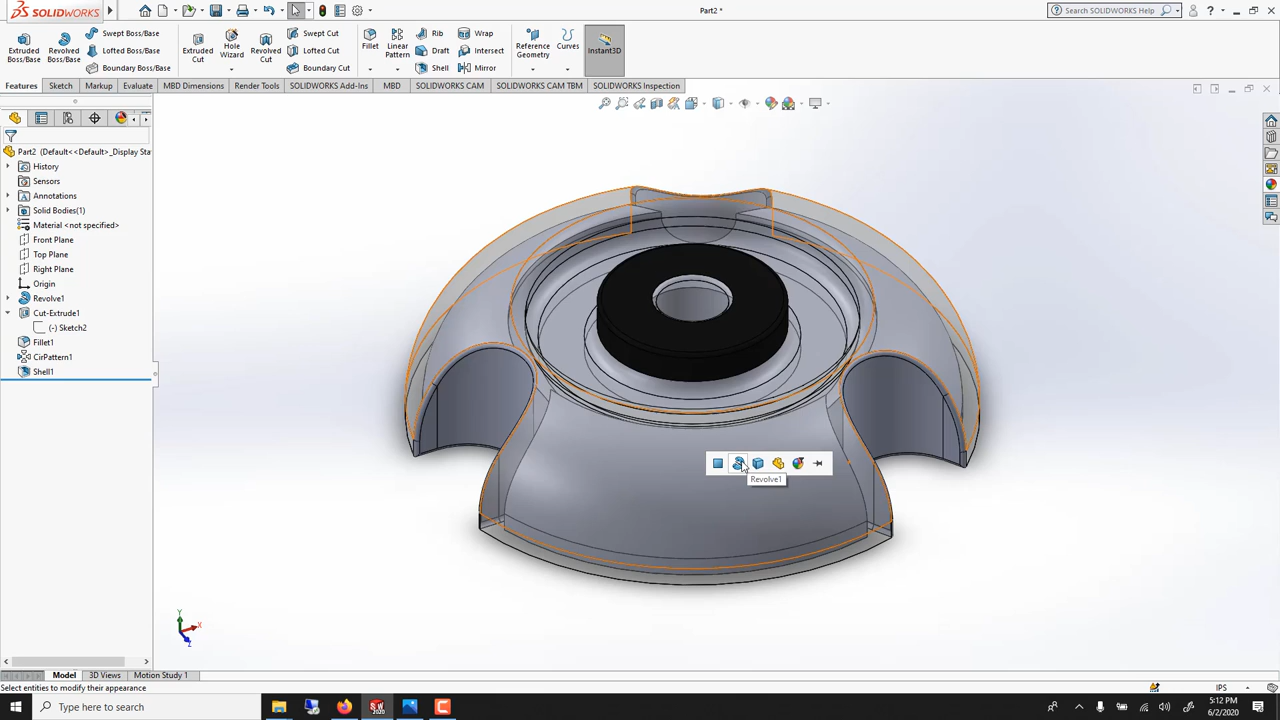 SOLIDWORKS
Part2 *
Search SOLIDWORKS Help
Extruded Boss/Base
Revolved Boss/Base
Swept Boss/Base
Lofted Boss/Base
Boundary Boss/Base
Extruded Cut
Hole Wizard
Revolved Cut
Swept Cut
Lofted Cut
Boundary Cut
Fillet
Linear Pattern
Rib
Draft
Shell
Wrap
Intersect
Mirror
Reference Geometry
Curves
Instant3D
Features Sketch Markup Evaluate MBD Dimensions Render Tools SOLIDWORKS Add-Ins MBD SOLIDWORKS CAM SOLIDWORKS CAM TBM SOLIDWORKS Inspection
Part2 (Default<<Default>_Display Sta
History
Sensors
Annotations
Solid Bodies(1)
Material <not specified>
Front Plane
Top Plane
Right Plane
Origin
Revolve1
Cut-Extrude1
(-) Sketch2
Fillet1
CirPattern1
Shell1
Revolve1
Y
X
Z
Model 3D Views Motion Study 1
Select entities to modify their appearance
IPS
Type here to search
SW
2020
5:12 PM
6/2/2020